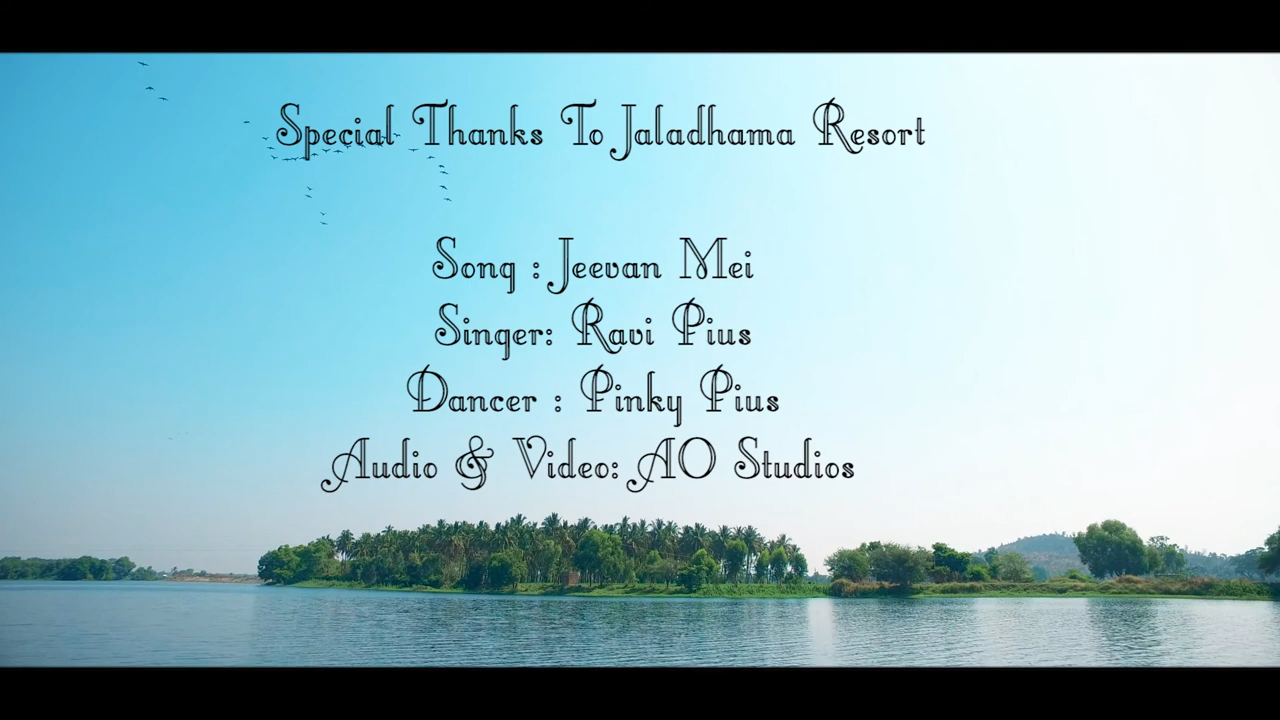 Special Thanks To Jaladhama Resort
Song : Jeevan Mei
Singer: Ravi Pius
Dancer : Pinky Pius
Audio & Video: AO Studios